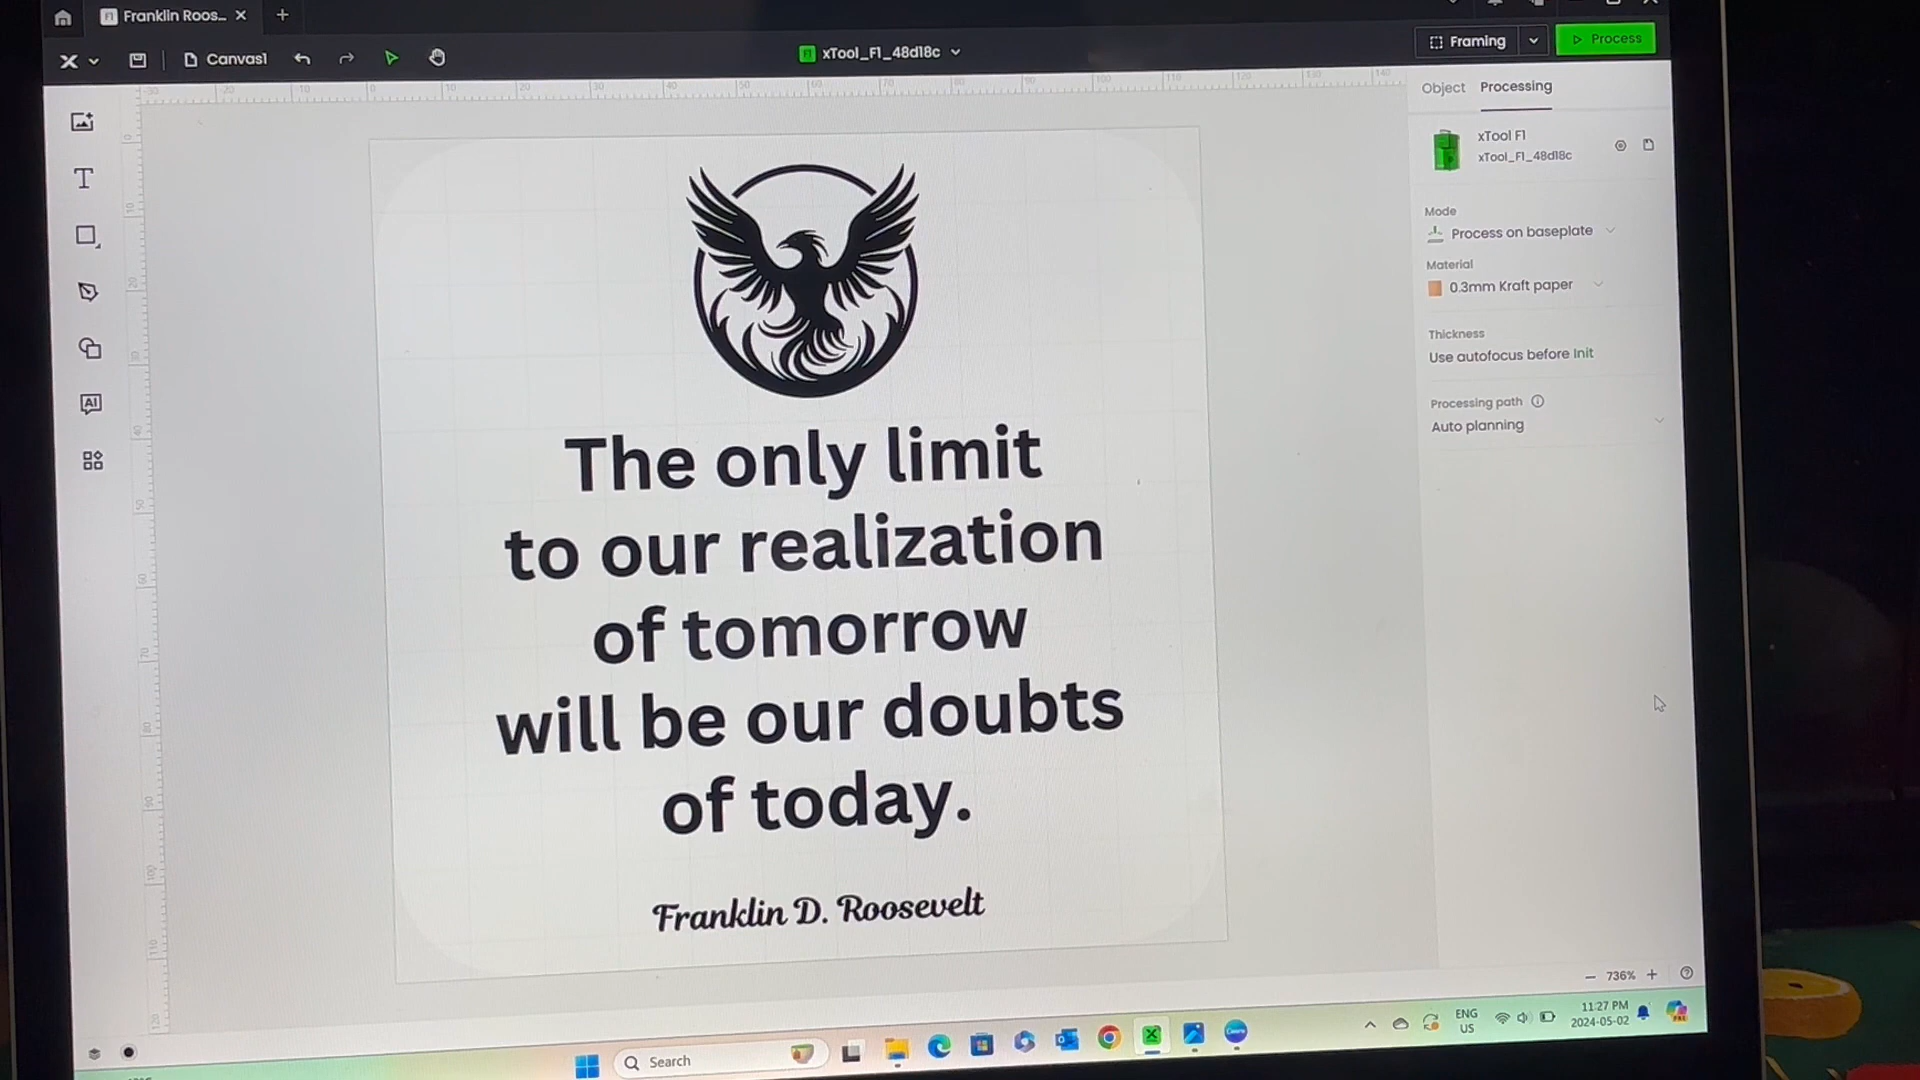 Franklin Roos...
Canvas1
xTool_F1_48d18c
Framing
Process
Object Processing
xTool F1
xTool_F1_48d18c
Mode
Process on baseplate
Material
0.3mm Kraft paper
Thickness
Use autofocus before Init
Processing path
Auto planning
The only limit
to our realization
of tomorrow
will be our doubts
of today.
Franklin D. Roosevelt
736%
Search
ENG
US
11:27 PM
2024-05-02